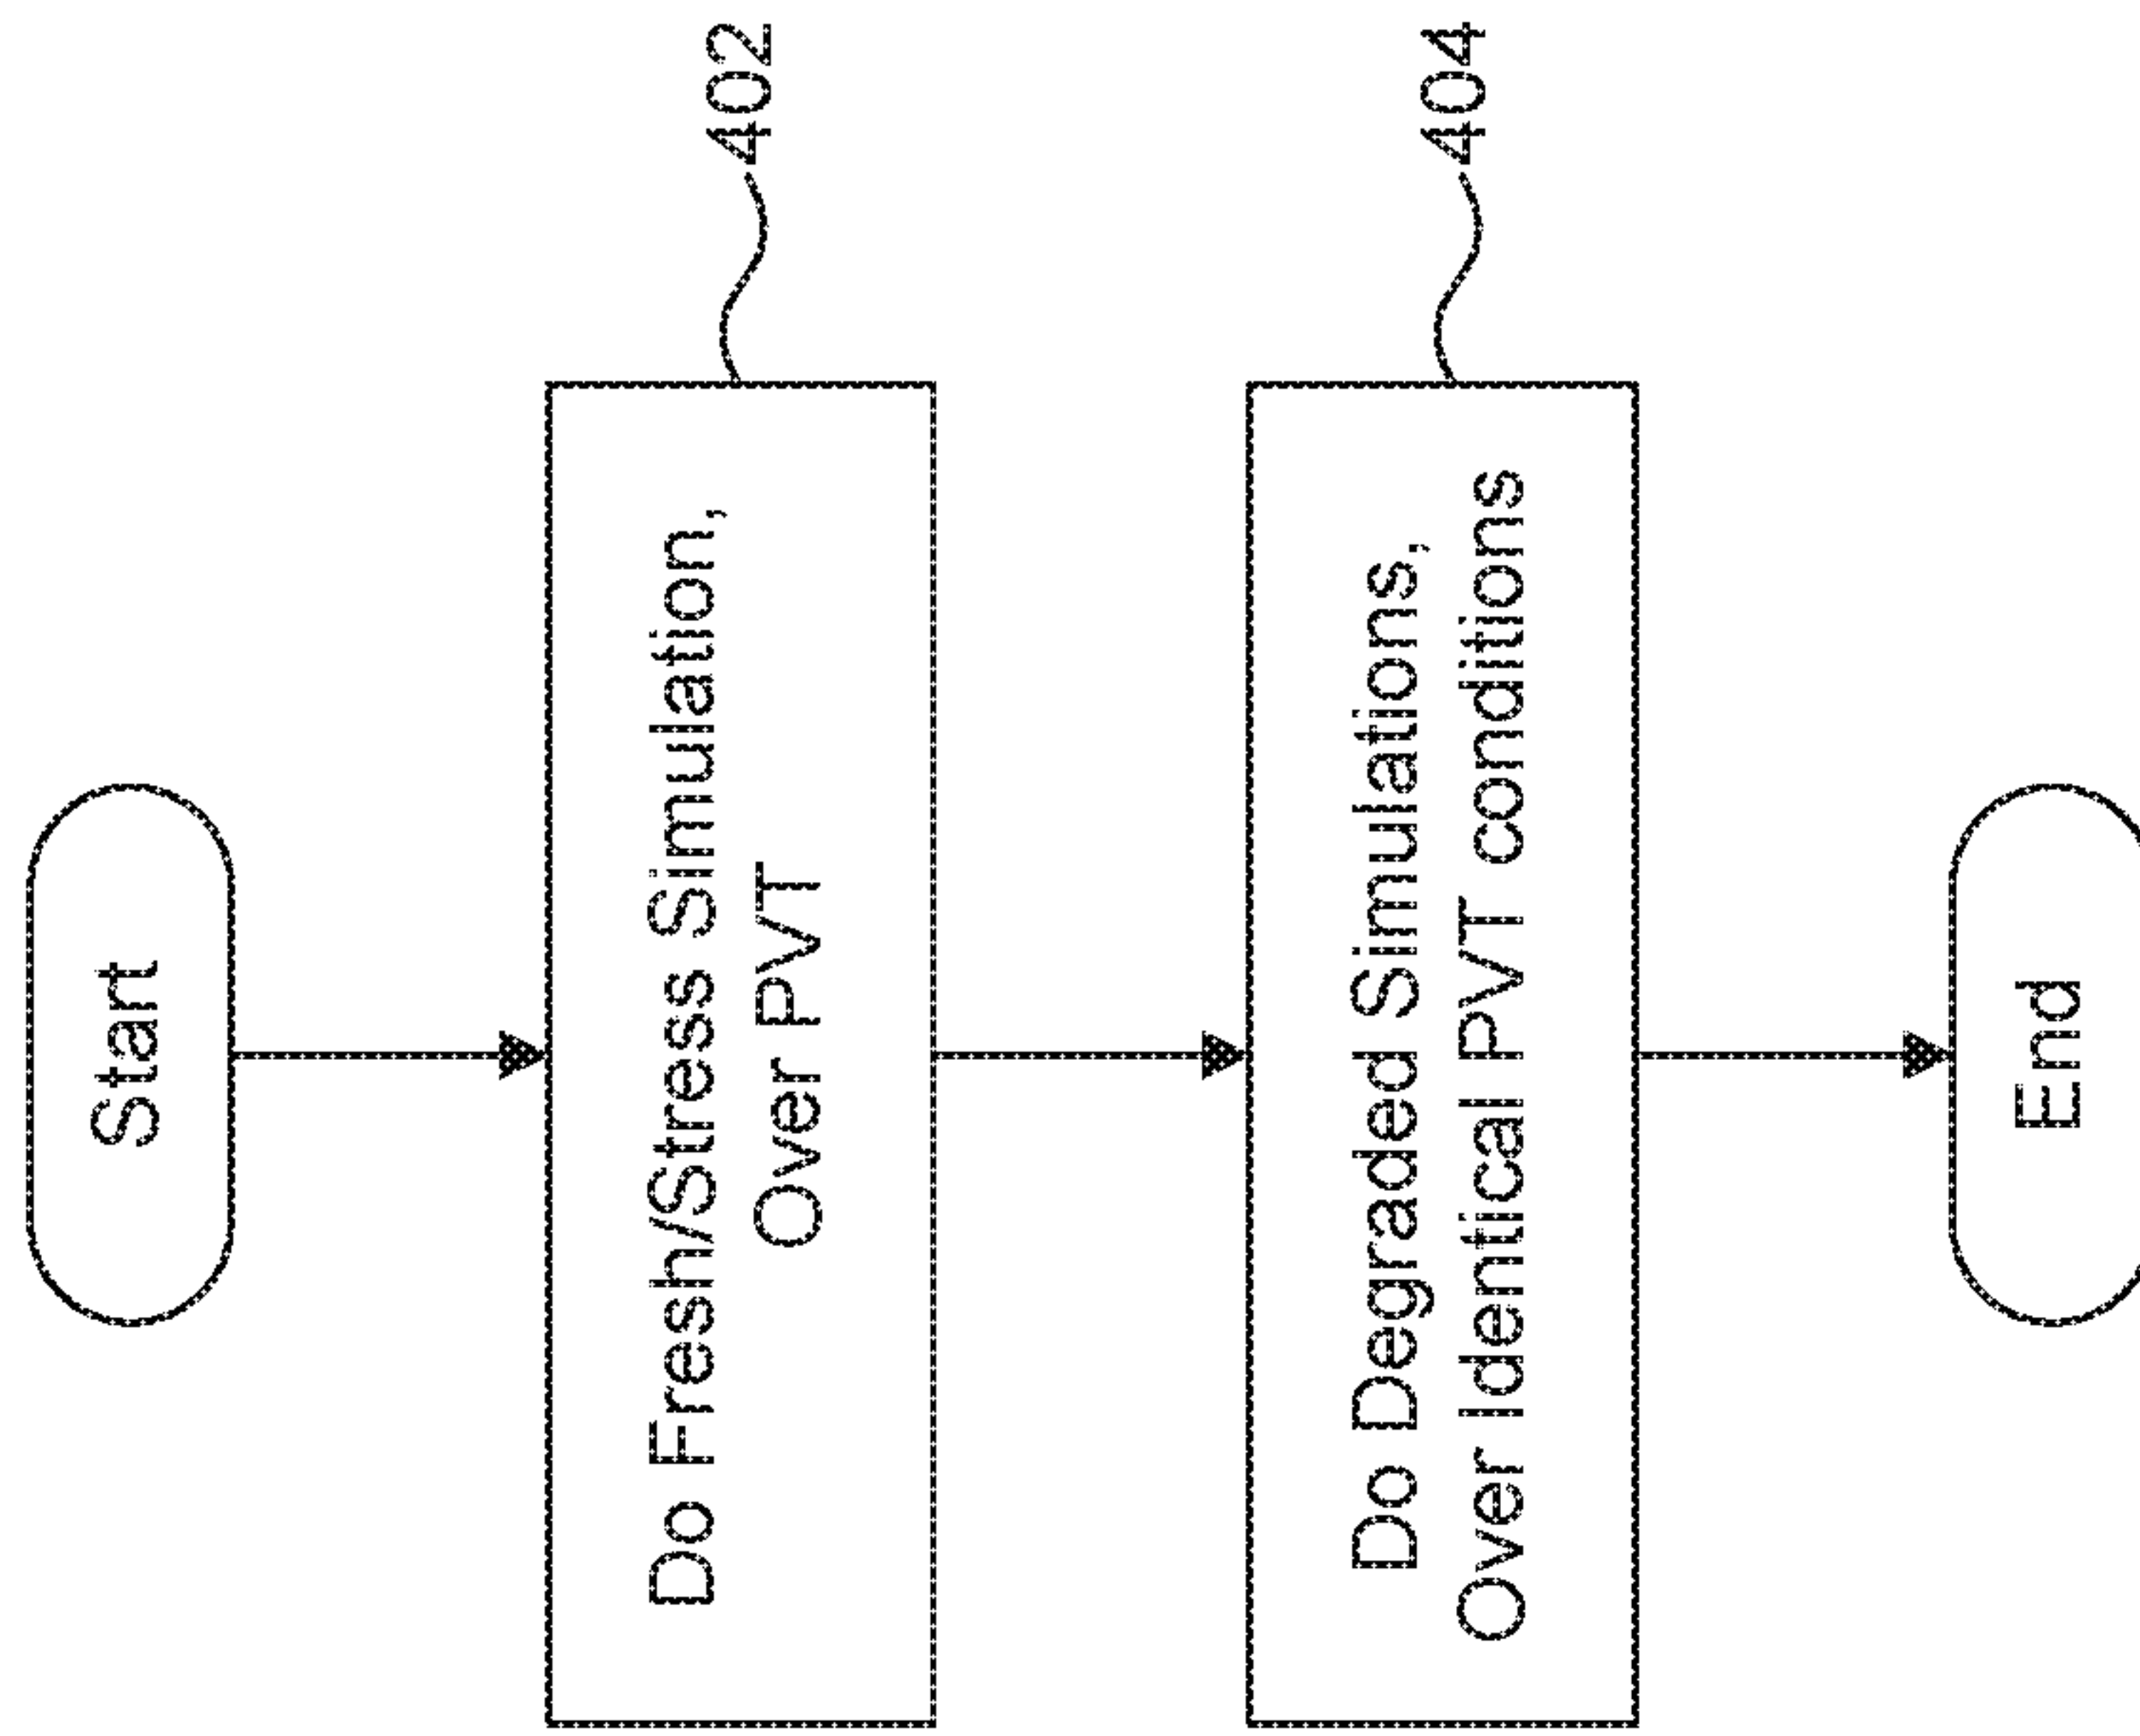 Start
Do Fresh/Stress Simulation,
Over PVT
402
Do Degraded Simulations,
Over Identical PVT conditions
404
End